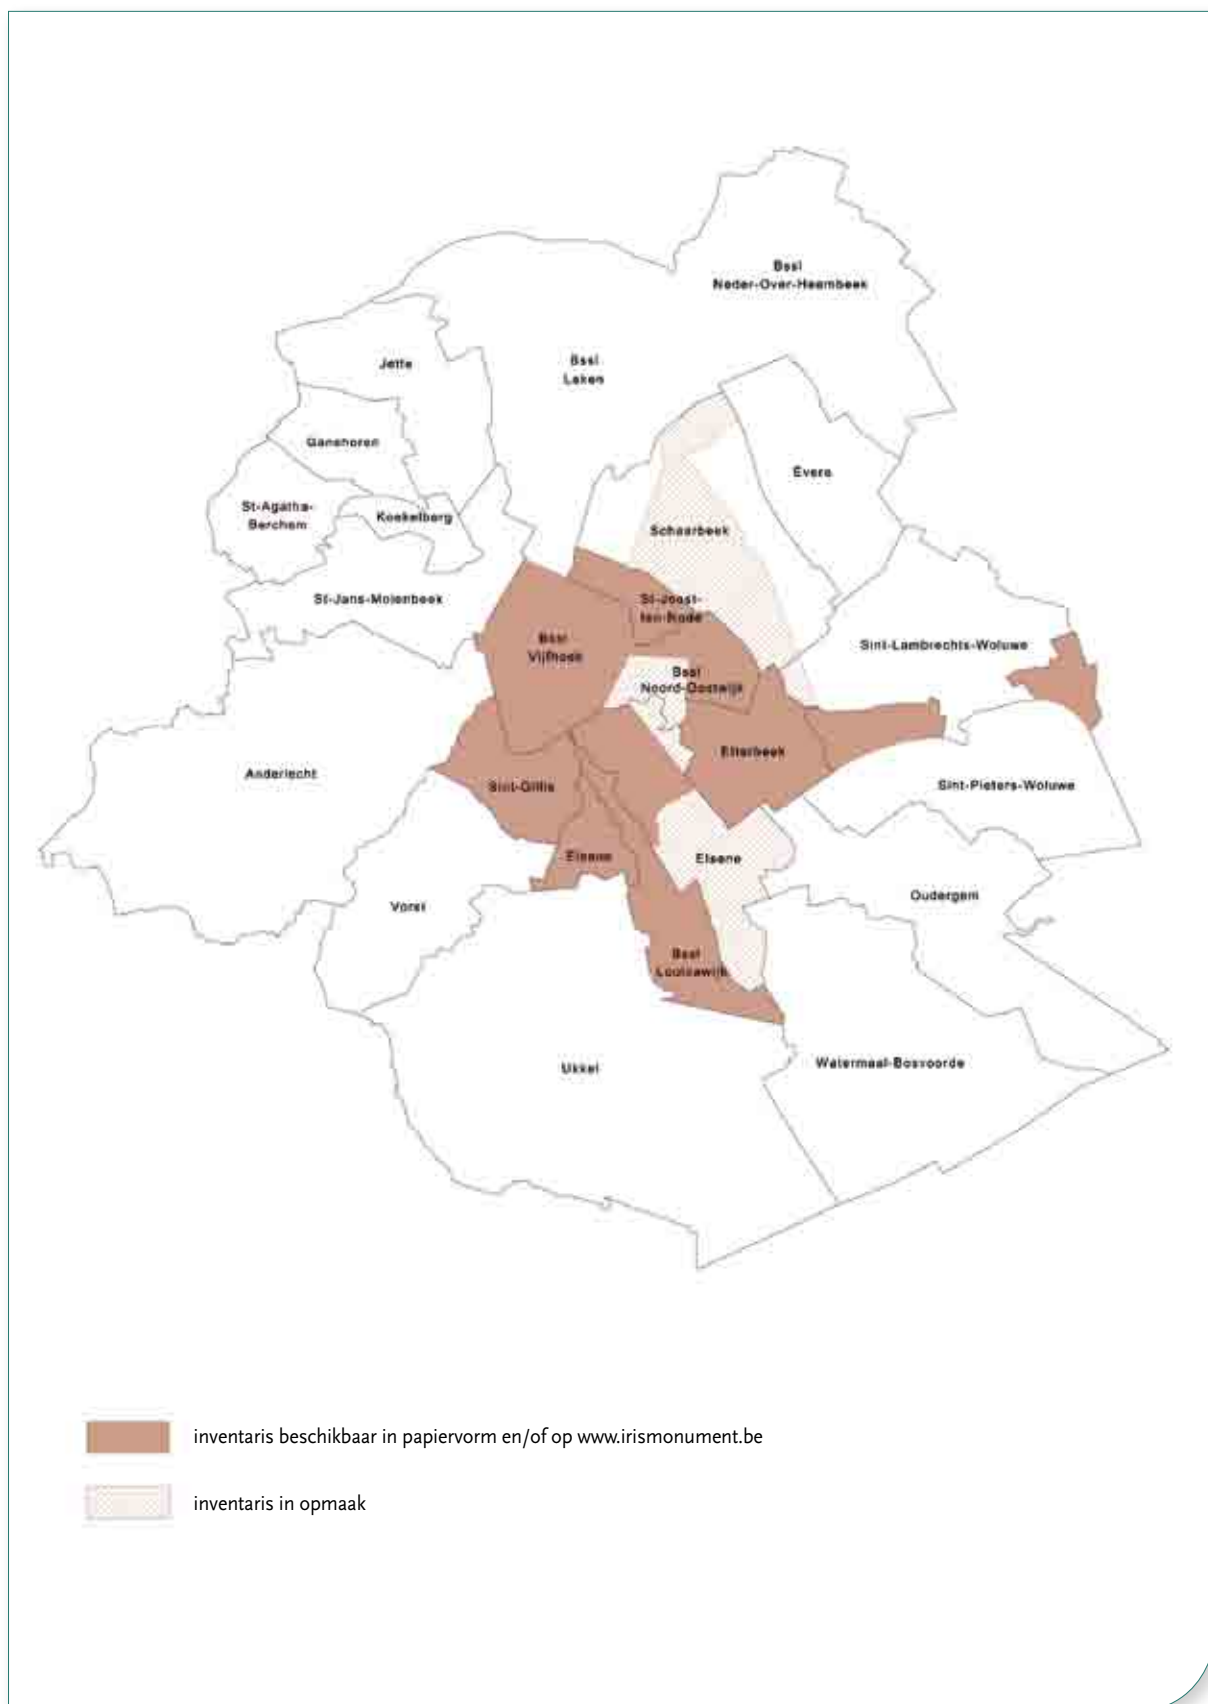 Bssl
Neder-Over-Heembeek
Jette
Bssl
Laken
Ganshoren
Evere
St-Agatha-
Berchem
Koekelberg
Schaarbeek
St-Jans-Molenbeek
St-Joost-
ten-Node
Bssl
Vijfhoek
Sint-Lambrechts-Woluwe
Bssl
Noord-Oostwijk
Etterbeek
Anderlecht
Sint-Gillis
Sint-Pieters-Woluwe
Elsene
Elsene
Vorst
Oudergem
Bssl
Louizawijk
Ukkel
Watermaal-Bosvoorde
inventaris beschikbaar in papiervorm en/of op www.irismonument.be
inventaris in opmaak